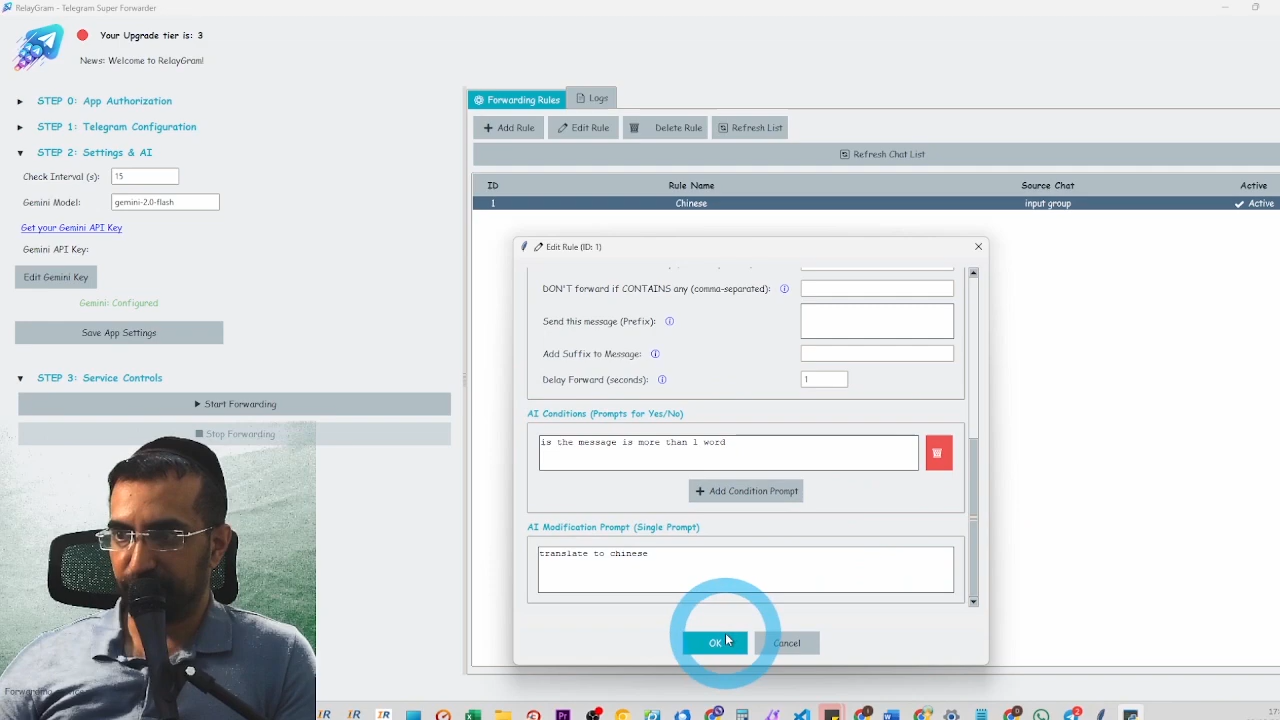 RelayGram - Telegram Super Forwarder
Your Upgrade tier is: 3
News: Welcome to RelayGram!
STEP 0: App Authorization
STEP 1: Telegram Configuration
STEP 2: Settings & AI
Check Interval (s): 15
Gemini Model: gemini-2.0-flash
Get your Gemini API Key
Gemini API Key:
Edit Gemini Key
Gemini: Configured
Save App Settings
STEP 3: Service Controls
Start Forwarding
Stop Forwarding
Forwarding Rules Logs
Add Rule Edit Rule Delete Rule Refresh List
Refresh Chat List
ID Rule Name Source Chat Active
1 Chinese input group Active
Edit Rule (ID: 1)
DON'T forward if CONTAINS any (comma-separated):
Send this message (Prefix):
Add Suffix to Message:
Delay Forward (seconds): 1
AI Conditions (Prompts for Yes/No)
is the message is more than 1 word
Add Condition Prompt
AI Modification Prompt (Single Prompt)
translate to chinese
OK Cancel
Forwarding